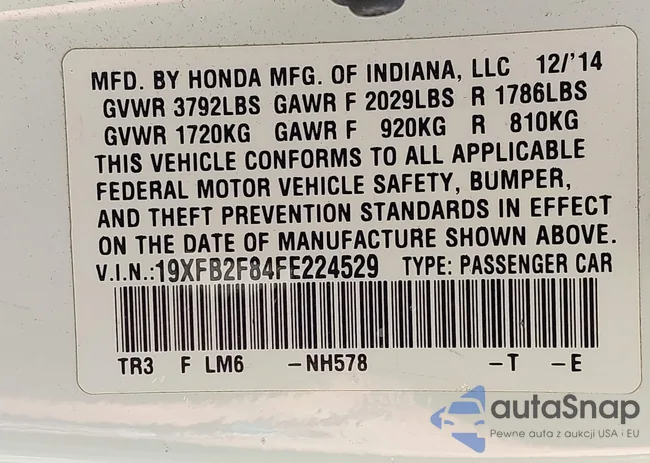 MFD. BY HONDA MFG. OF INDIANA, LLC 12/'14
GVWR 3792LBS GAWR F 2029LBS R 1786LBS
GVWR 1720KG GAWR F 920KG R 810KG
THIS VEHICLE CONFORMS TO ALL APPLICABLE
FEDERAL MOTOR VEHICLE SAFETY, BUMPER,
AND THEFT PREVENTION STANDARDS IN EFFECT
ON THE DATE OF MANUFACTURE SHOWN ABOVE.
V.I.N.:19XFB2F84FE224529 TYPE: PASSENGER CAR
TR3 F LM6 -NH578 -T -E
autaSnap
Pewne auta z aukcji USA i EU